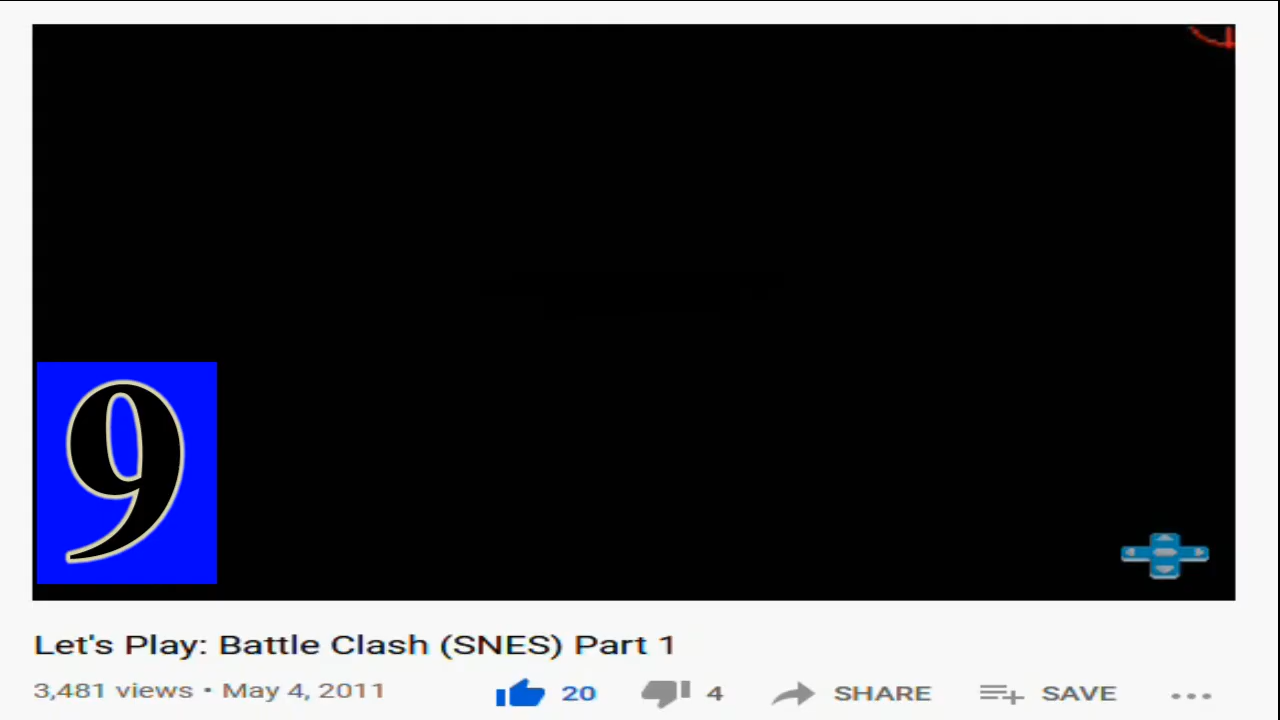 9
Let's Play: Battle Clash (SNES) Part 1
3,481 views • May 4, 2011 20 4 SHARE SAVE